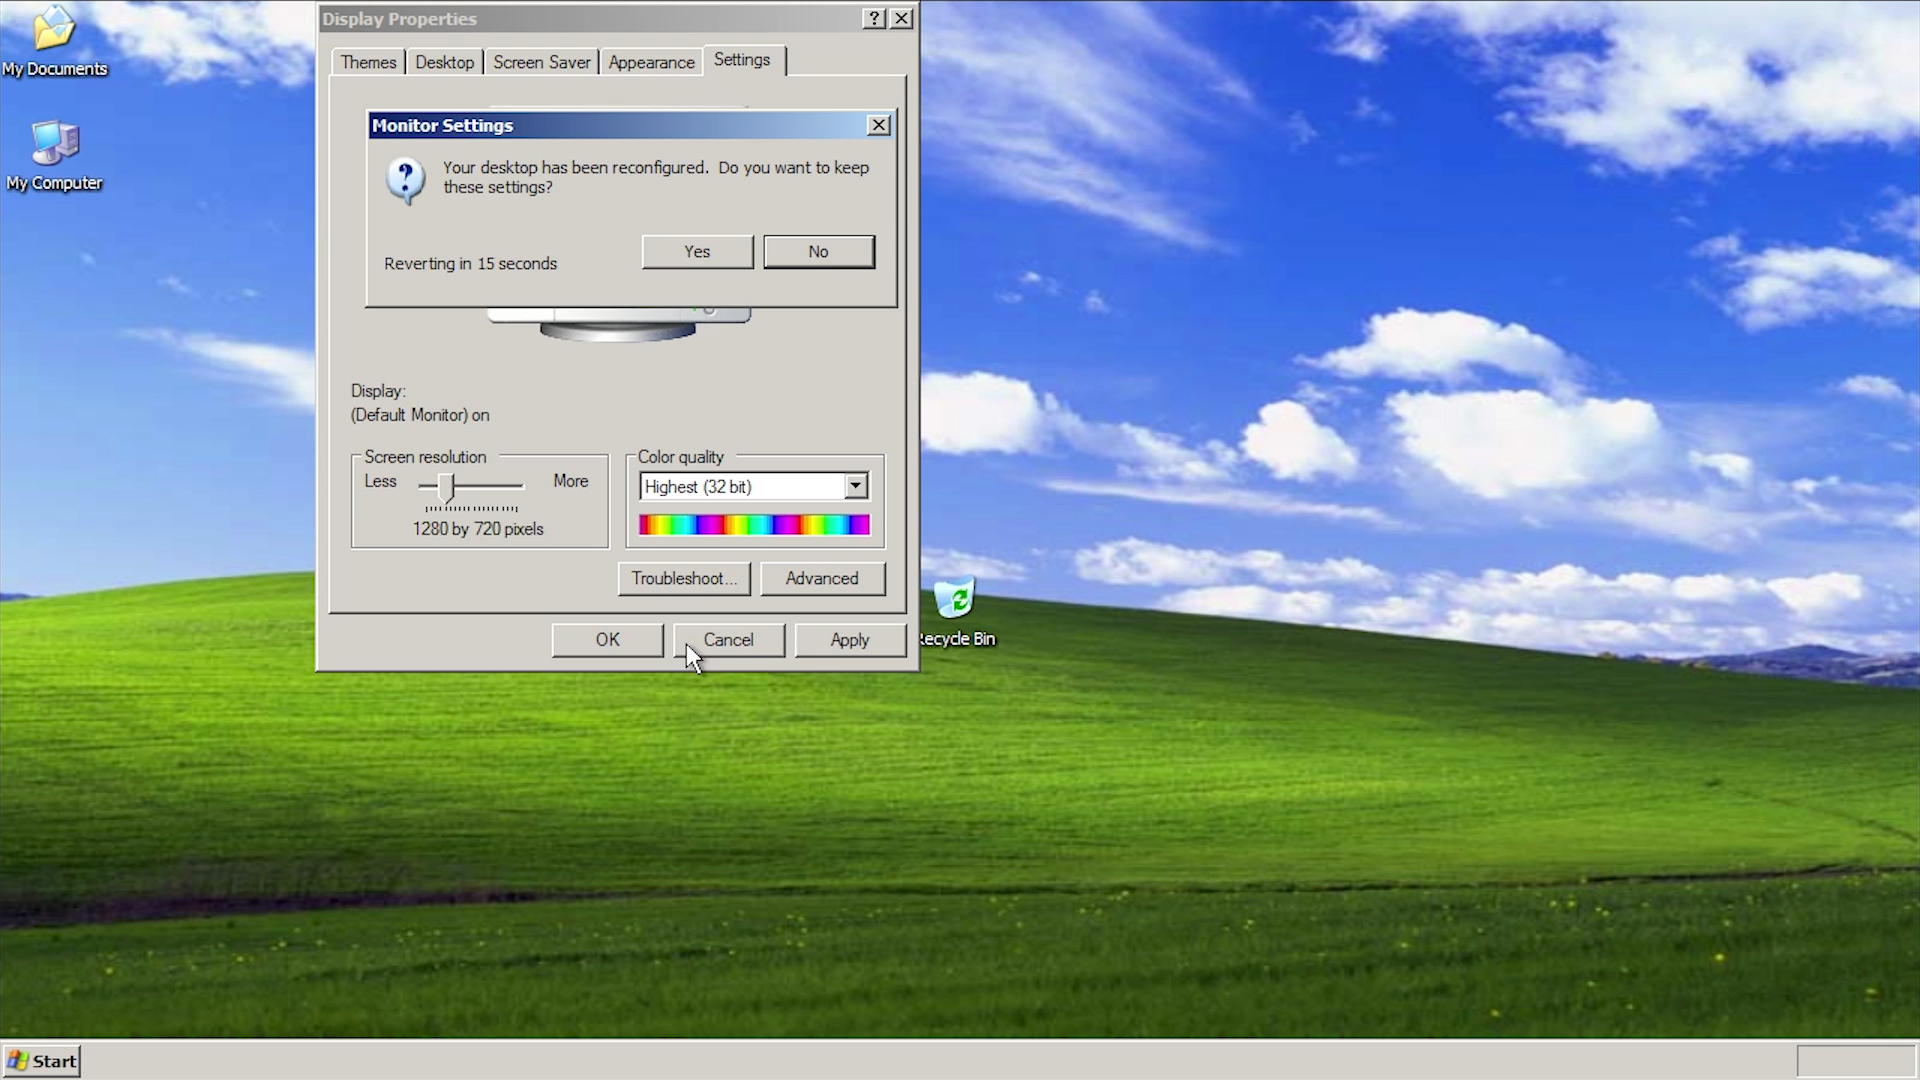 My Documents
My Computer
Display Properties
Themes
Desktop
Screen Saver
Appearance
Settings
Monitor Settings
Your desktop has been reconfigured. Do you want to keep
these settings?
Reverting in 15 seconds
Yes
No
Display:
(Default Monitor) on
Screen resolution
Less
More
1280 by 720 pixels
Color quality
Highest (32 bit)
Troubleshoot...
Advanced
OK
Cancel
Apply
Recycle Bin
Start